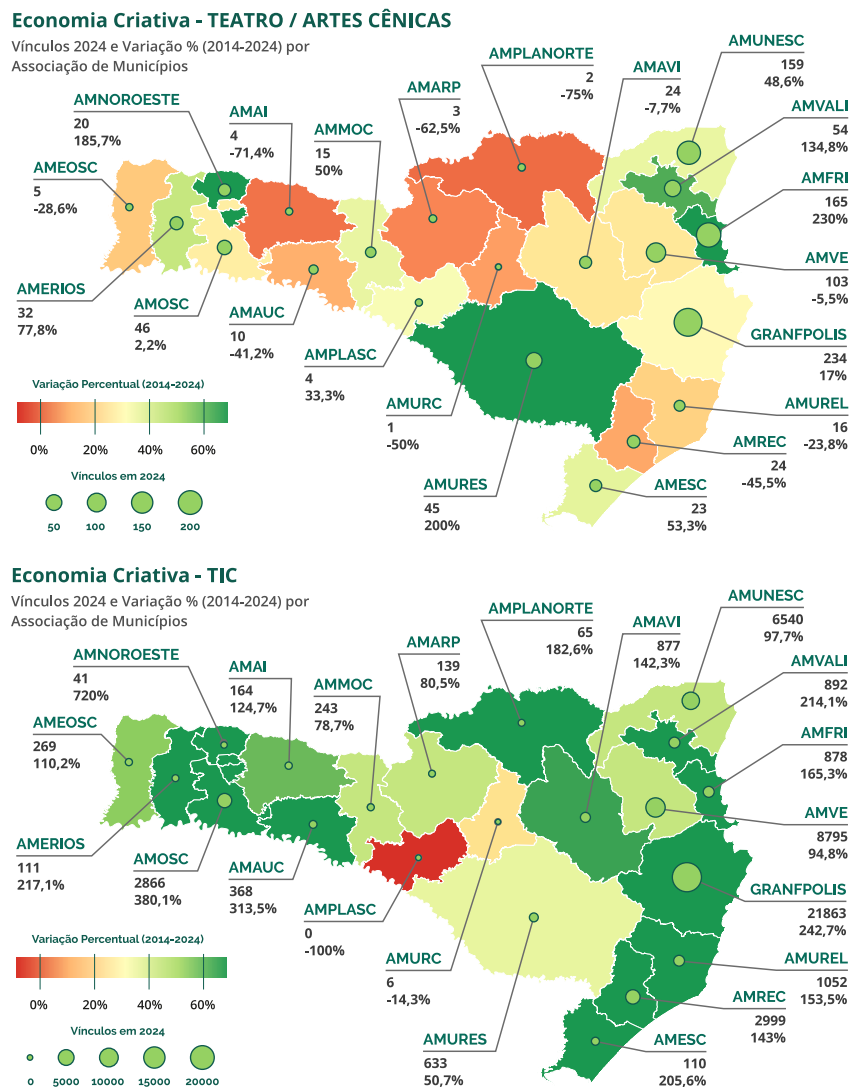 Economia Criativa - TEATRO / ARTES CÊNICAS
Vínculos 2024 e Variação % (2014-2024) por
Associação de Municípios
AMPLANORTE
2
-75%
AMUNESC
159
48,6%
AMAVI
24
-7,7%
AMARP
3
-62,5%
AMNOROESTE
20
185,7%
AMAI
4
-71,4%
AMMOC
15
50%
AMVALI
54
134,8%
AMEOSC
5
-28,6%
AMFRI
165
230%
AMVE
103
-5,5%
AMERIOS
32
77,8%
AMOSC
46
2,2%
AMAUC
10
-41,2%
GRANFPOLIS
234
17%
AMPLASC
4
33,3%
AMURC
1
-50%
AMUREL
16
-23,8%
AMREC
24
-45,5%
AMURES
45
200%
AMESC
23
53,3%
Variação Percentual (2014-2024)
0% 20% 40% 60%
Vínculos em 2024
50 100 150 200
Economia Criativa - TIC
Vínculos 2024 e Variação % (2014-2024) por
Associação de Municípios
AMPLANORTE
65
182,6%
AMUNESC
6540
97,7%
AMAVI
877
142,3%
AMARP
139
80,5%
AMNOROESTE
41
720%
AMAI
164
124,7%
AMMOC
243
78,7%
AMVALI
892
214,1%
AMEOSC
269
110,2%
AMFRI
878
165,3%
AMVE
8795
94,8%
AMERIOS
111
217,1%
AMOSC
2866
380,1%
AMAUC
368
313,5%
GRANFPOLIS
21863
242,7%
AMPLASC
0
-100%
AMURC
6
-14,3%
AMUREL
1052
153,5%
AMREC
2999
143%
AMURES
633
50,7%
AMESC
110
205,6%
Variação Percentual (2014-2024)
0% 20% 40% 60%
Vínculos em 2024
0 5000 10000 15000 20000